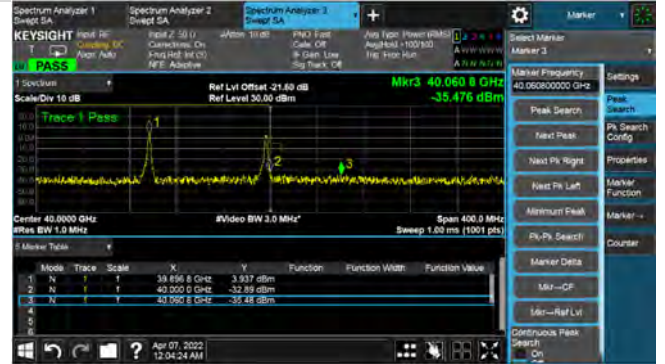 Spectrum Analyzer 1
Swept SA
Spectrum Analyzer 2
Swept SA
Spectrum Analyzer 3
Swept SA
+
Marker
KEYSIGHT Input: RF
Coupling: DC
Align: Auto
Input Z: 50 Ω
Corrections: On
Freq Ref: Int (S)
NFE: Adaptive
#Atten: 10 dB
PNO: Fast
Gate: Off
IF Gain: Low
Sig Track: Off
Avg Type: Power (RMS)
Avg|Hold: >100/100
Trig: Free Run
PASS
Select Marker
Marker 3
Marker Frequency
40.060800000 GHz
Settings
Peak Search
Next Peak
Next Pk Right
Next Pk Left
Minimum Peak
Pk-Pk Search
Marker Delta
Mkr→CF
Mkr→Ref Lvl
Continuous Peak
Search
On
Off
Peak
Search
Pk Search
Config
Properties
Marker
Function
Marker→
Counter
1 Spectrum
Scale/Div 10 dB
Ref Lvl Offset -21.60 dB
Ref Level 30.00 dBm
Mkr3 40.060 8 GHz
-35.476 dBm
Trace 1 Pass
1
2
3
Center 40.0000 GHz
#Res BW 1.0 MHz
#Video BW 3.0 MHz*
Span 400.0 MHz
Sweep 1.00 ms (1001 pts)
5 Marker Table
Mode Trace Scale X Y Function Function Width Function Value
1 N 1 f 39.896 8 GHz 3.937 dBm
2 N 1 f 40.000 0 GHz -32.89 dBm
3 N 1 f 40.060 8 GHz -35.48 dBm
4
5
6
?
Apr 07, 2022
12:04:24 AM